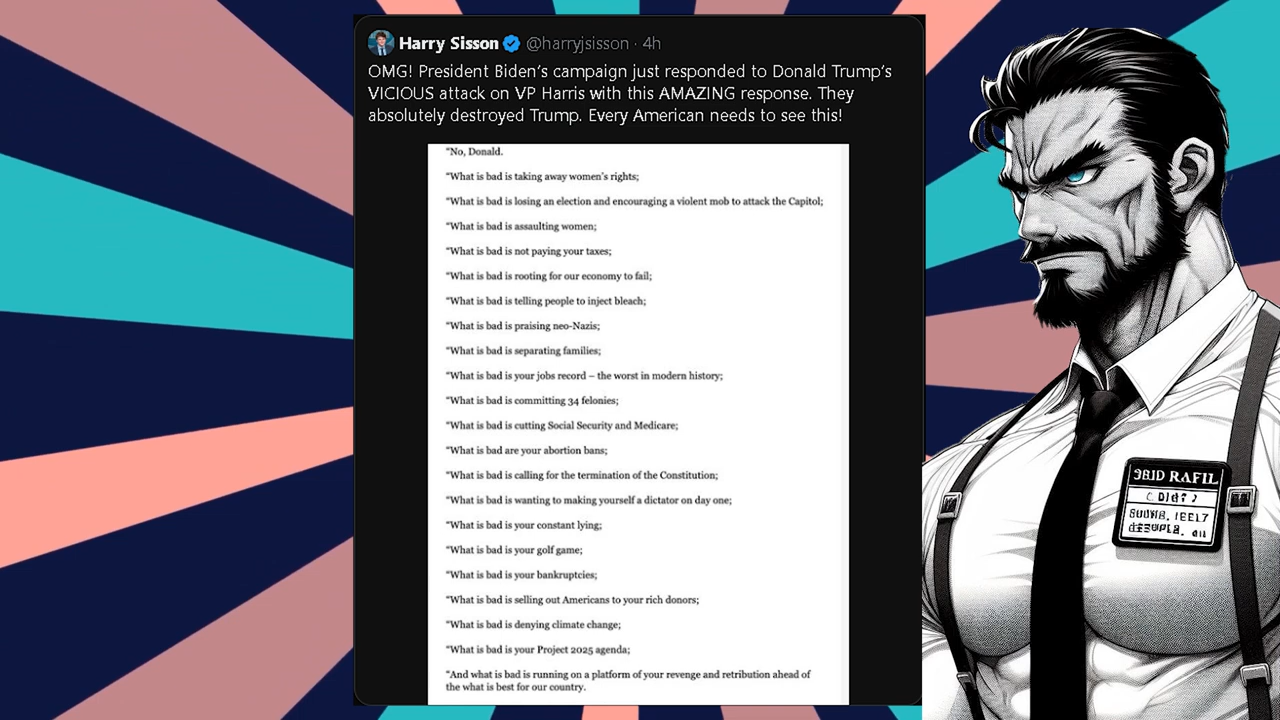 Harry Sisson @harryjsisson · 4h
OMG! President Biden's campaign just responded to Donald Trump's
VICIOUS attack on VP Harris with this AMAZING response. They
absolutely destroyed Trump. Every American needs to see this!
"No, Donald.
"What is bad is taking away women's rights;
"What is bad is losing an election and encouraging a violent mob to attack the Capitol;
"What is bad is assaulting women;
"What is bad is not paying your taxes;
"What is bad is rooting for our economy to fail;
"What is bad is telling people to inject bleach;
"What is bad is praising neo-Nazis;
"What is bad is separating families;
"What is bad is your jobs record – the worst in modern history;
"What is bad is committing 34 felonies;
"What is bad is cutting Social Security and Medicare;
"What is bad are your abortion bans;
"What is bad is calling for the termination of the Constitution;
"What is bad is wanting to making yourself a dictator on day one;
"What is bad is your constant lying;
"What is bad is your golf game;
"What is bad is your bankruptcies;
"What is bad is selling out Americans to your rich donors;
"What is bad is denying climate change;
"What is bad is your Project 2025 agenda;
"And what is bad is running on a platform of your revenge and retribution ahead of
the what is best for our country.
RAFIL